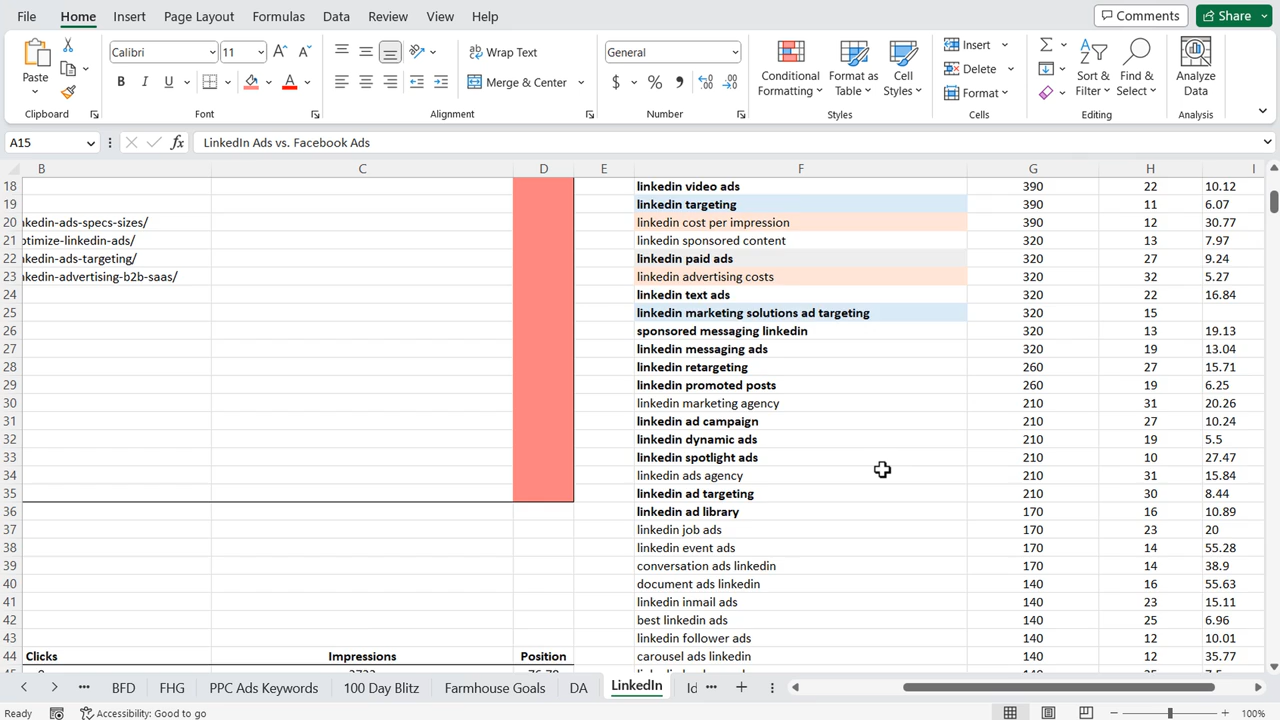 File Home Insert Page Layout Formulas Data Review View Help Comments Share
Paste Calibri 11 Wrap Text General Conditional Formatting Format as Table Cell Styles Insert Sort & Filter Find & Select Analyze Data
B I U A Merge & Center $ % Delete
Format
Clipboard Font Alignment Number Styles Cells Editing Analysis
A15 fx LinkedIn Ads vs. Facebook Ads
B C D E F G H I
18 linkedin video ads 390 22 10.12
19 linkedin targeting 390 11 6.07
20 nkedin-ads-specs-sizes/ linkedin cost per impression 390 12 30.77
21 ptimize-linkedin-ads/ linkedin sponsored content 320 13 7.97
22 nkedin-ads-targeting/ linkedin paid ads 320 27 9.24
23 nkedin-advertising-b2b-saas/ linkedin advertising costs 320 32 5.27
24 linkedin text ads 320 22 16.84
25 linkedin marketing solutions ad targeting 320 15
26 sponsored messaging linkedin 320 13 19.13
27 linkedin messaging ads 320 19 13.04
28 linkedin retargeting 260 27 15.71
29 linkedin promoted posts 260 19 6.25
30 linkedin marketing agency 210 31 20.26
31 linkedin ad campaign 210 27 10.24
32 linkedin dynamic ads 210 19 5.5
33 linkedin spotlight ads 210 10 27.47
34 linkedin ads agency 210 31 15.84
35 linkedin ad targeting 210 30 8.44
36 linkedin ad library 170 16 10.89
37 linkedin job ads 170 23 20
38 linkedin event ads 170 14 55.28
39 conversation ads linkedin 170 14 38.9
40 document ads linkedin 140 16 55.63
41 linkedin inmail ads 140 23 15.11
42 best linkedin ads 140 25 6.96
43 linkedin follower ads 140 12 10.01
44 Clicks Impressions Position carousel ads linkedin 140 12 35.77
BFD FHG PPC Ads Keywords 100 Day Blitz Farmhouse Goals DA LinkedIn Id
Ready Accessibility: Good to go 100%